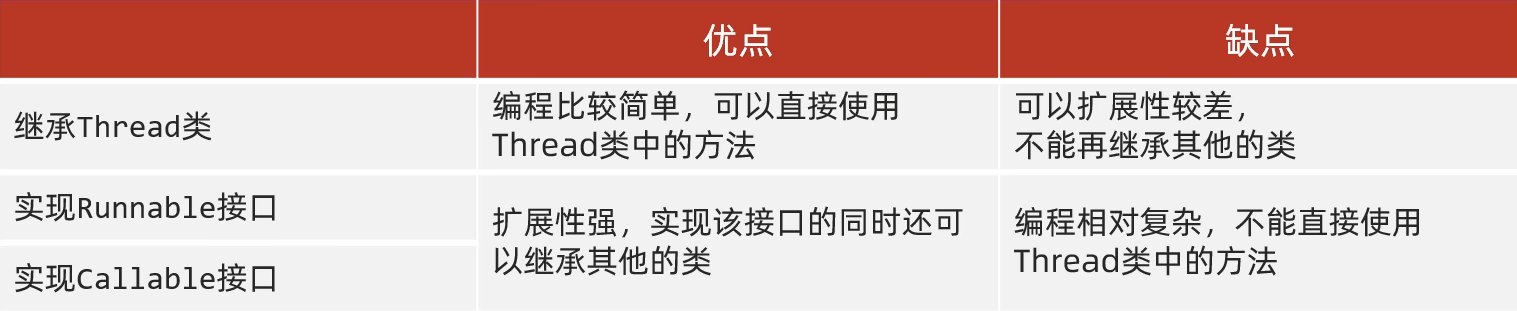 优点
缺点
继承Thread类
编程比较简单，可以直接使用
Thread类中的方法
可以扩展性较差，
不能再继承其他的类
实现Runnable接口
实现Callable接口
扩展性强，实现该接口的同时还可
以继承其他的类
编程相对复杂，不能直接使用
Thread类中的方法